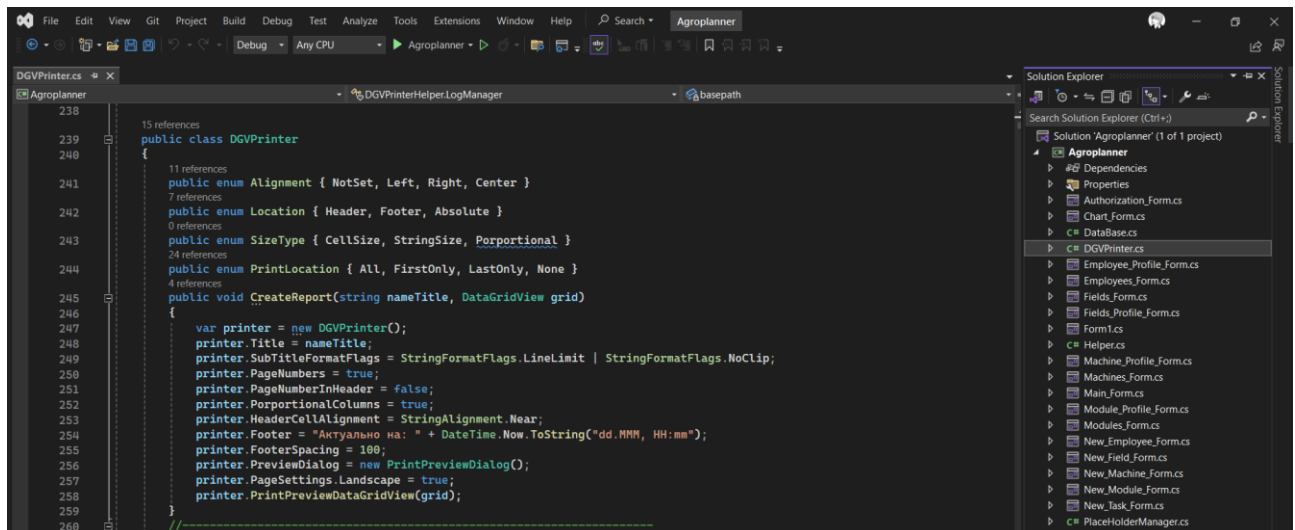 File Edit View Git Project Build Debug Test Analyze Tools Extensions Window Help Search Agroplanner
Debug Any CPU Agroplanner
DGVPrinter.cs
Agroplanner DGVPrinterHelper.LogManager basepath
238
15 references
239 public class DGVPrinter
240 {
11 references
241 public enum Alignment { NotSet, Left, Right, Center }
7 references
242 public enum Location { Header, Footer, Absolute }
0 references
243 public enum SizeType { CellSize, StringSize, Porportional }
24 references
244 public enum PrintLocation { All, FirstOnly, LastOnly, None }
4 references
245 public void CreateReport(string nameTitle, DataGridView grid)
246 {
247 var printer = new DGVPrinter();
248 printer.Title = nameTitle;
249 printer.SubTitleFormatFlags = StringFormatFlags.LineLimit | StringFormatFlags.NoClip;
250 printer.PageNumbers = true;
251 printer.PageNumberInHeader = false;
252 printer.PorportionalColumns = true;
253 printer.HeaderCellAlignment = StringAlignment.Near;
254 printer.Footer = "Актуально на: " + DateTime.Now.ToString("dd.MMM, HH:mm");
255 printer.FooterSpacing = 100;
256 printer.PreviewDialog = new PrintPreviewDialog();
257 printer.PageSettings.Landscape = true;
258 printer.PrintPreviewDataGridView(grid);
259 }
260 //--------------------------------------------------------------------
Solution Explorer
Search Solution Explorer (Ctrl+;)
Solution 'Agroplanner' (1 of 1 project)
Agroplanner
Dependencies
Properties
Authorization_Form.cs
Chart_Form.cs
C# DataBase.cs
C# DGVPrinter.cs
Employee_Profile_Form.cs
Employees_Form.cs
Fields_Form.cs
Fields_Profile_Form.cs
Form1.cs
C# Helper.cs
Machine_Profile_Form.cs
Machines_Form.cs
Main_Form.cs
Module_Profile_Form.cs
Modules_Form.cs
New_Employee_Form.cs
New_Field_Form.cs
New_Machine_Form.cs
New_Module_Form.cs
New_Task_Form.cs
C# PlaceHolderManager.cs
Solution Explorer